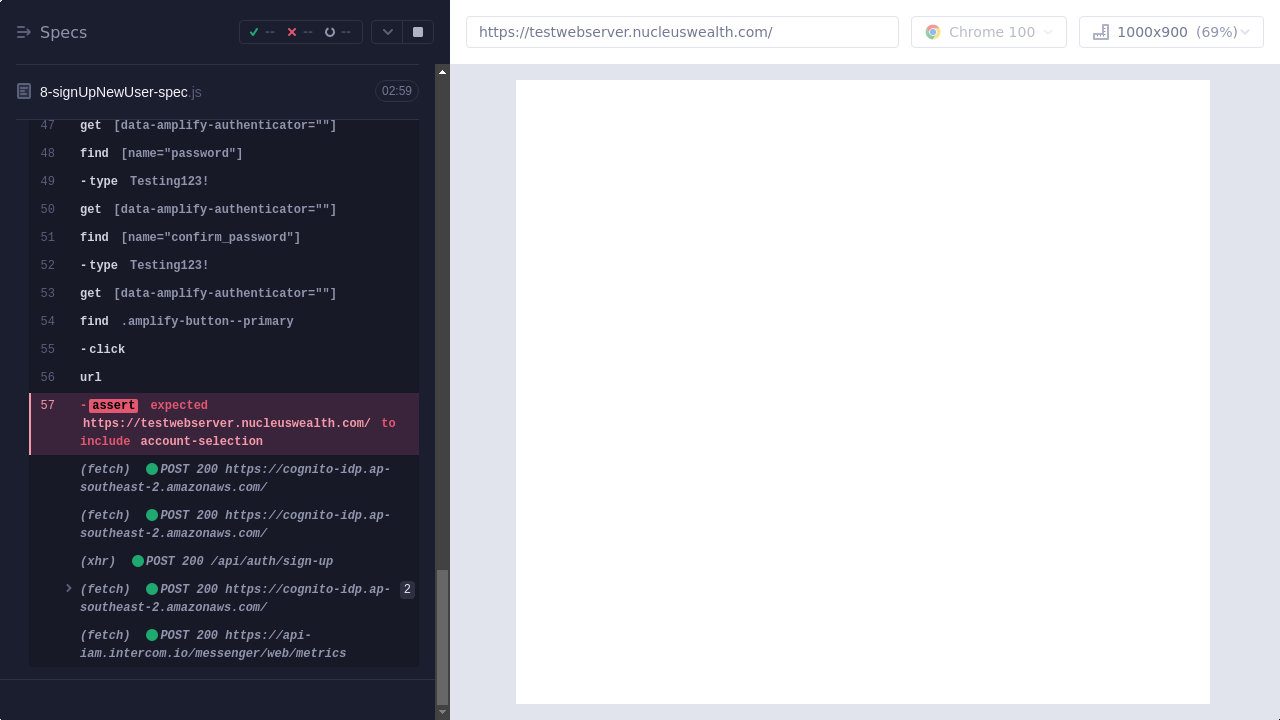 Specs
--
--
--
https://testwebserver.nucleuswealth.com/
Chrome 100
1000x900 (69%)
8-signUpNewUser-spec.js
02:59
47 get [data-amplify-authenticator=""]
48 find [name="password"]
49 -type Testing123!
50 get [data-amplify-authenticator=""]
51 find [name="confirm_password"]
52 -type Testing123!
53 get [data-amplify-authenticator=""]
54 find .amplify-button--primary
55 -click
56 url
57 -assert expected
https://testwebserver.nucleuswealth.com/ to
include account-selection
(fetch) POST 200 https://cognito-idp.ap-
southeast-2.amazonaws.com/
(fetch) POST 200 https://cognito-idp.ap-
southeast-2.amazonaws.com/
(xhr) POST 200 /api/auth/sign-up
(fetch) POST 200 https://cognito-idp.ap- 2
southeast-2.amazonaws.com/
(fetch) POST 200 https://api-
iam.intercom.io/messenger/web/metrics